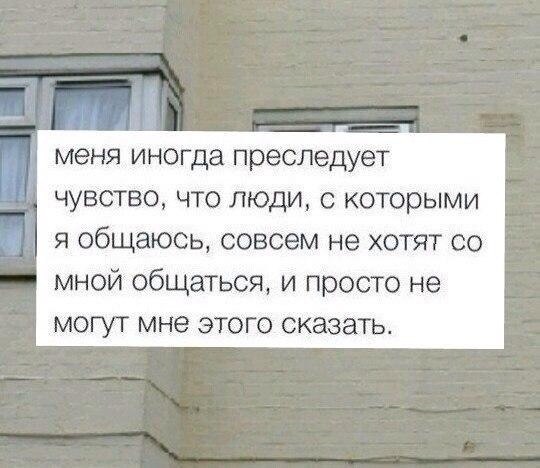 меня иногда преследует
чувство, что люди, с которыми
я общаюсь, совсем не хотят со
мной общаться, и просто не
могут мне этого сказать.